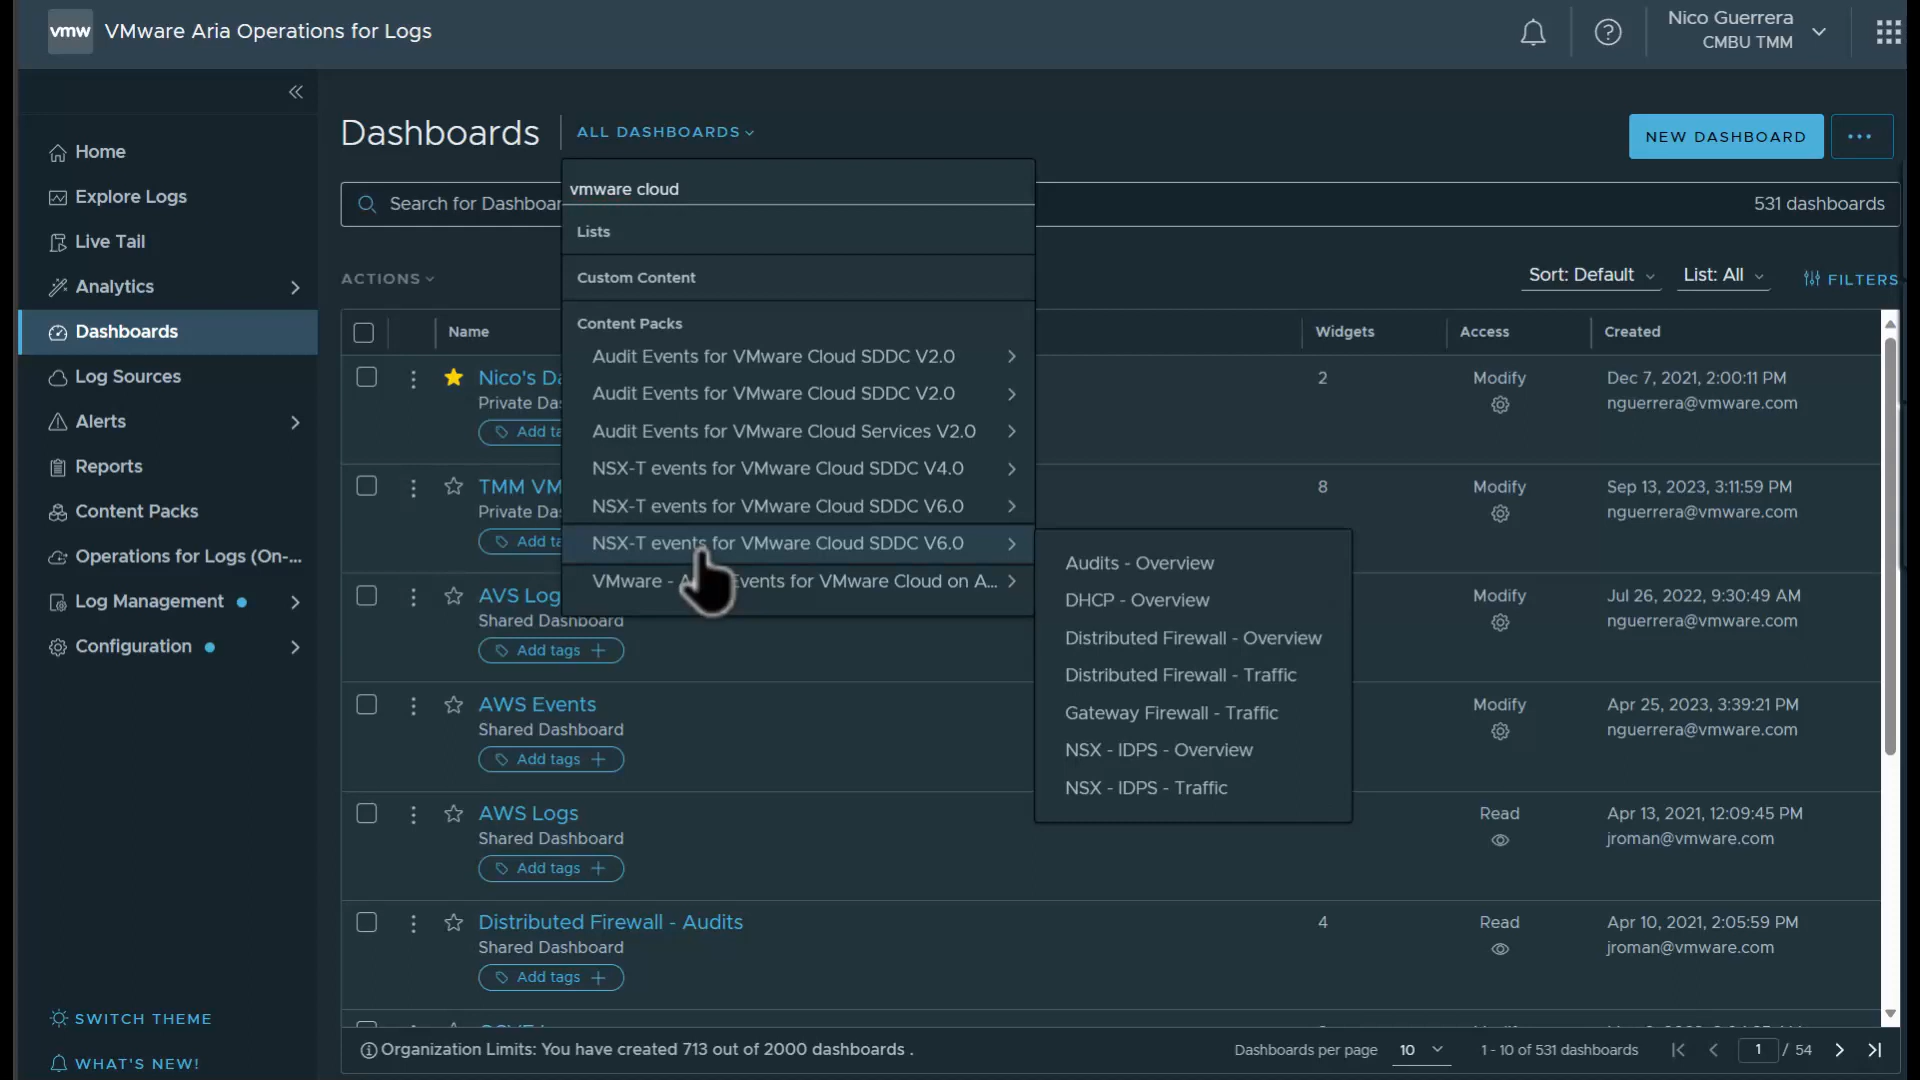 vmw VMware Aria Operations for Logs
Nico Guerrera
CMBU TMM
Home
Explore Logs
Live Tail
Analytics
Dashboards
Log Sources
Alerts
Reports
Content Packs
Operations for Logs (On-...
Log Management
Configuration
SWITCH THEME
WHAT'S NEW!
Dashboards
ALL DASHBOARDS
NEW DASHBOARD
...
Search for Dashboar
531 dashboards
vmware cloud
Lists
Custom Content
Content Packs
Audit Events for VMware Cloud SDDC V2.0
Audit Events for VMware Cloud SDDC V2.0
Audit Events for VMware Cloud Services V2.0
NSX-T events for VMware Cloud SDDC V4.0
NSX-T events for VMware Cloud SDDC V6.0
NSX-T events for VMware Cloud SDDC V6.0
VMware - A Events for VMware Cloud on A...
Audits - Overview
DHCP - Overview
Distributed Firewall - Overview
Distributed Firewall - Traffic
Gateway Firewall - Traffic
NSX - IDPS - Overview
NSX - IDPS - Traffic
ACTIONS
Sort: Default
List: All
FILTERS
Name Widgets Access Created
Nico's Da 2 Modify Dec 7, 2021, 2:00:11 PM
Private Das nguerrera@vmware.com
Add ta
TMM VM 8 Modify Sep 13, 2023, 3:11:59 PM
Private Das nguerrera@vmware.com
Add ta
AVS Log Modify Jul 26, 2022, 9:30:49 AM
Shared Dashboard nguerrera@vmware.com
Add tags +
AWS Events Modify Apr 25, 2023, 3:39:21 PM
Shared Dashboard nguerrera@vmware.com
Add tags +
AWS Logs Read Apr 13, 2021, 12:09:45 PM
Shared Dashboard jroman@vmware.com
Add tags +
Distributed Firewall - Audits 4 Read Apr 10, 2021, 2:05:59 PM
Shared Dashboard jroman@vmware.com
Add tags +
Organization Limits: You have created 713 out of 2000 dashboards .
Dashboards per page 10 1 - 10 of 531 dashboards 1 / 54